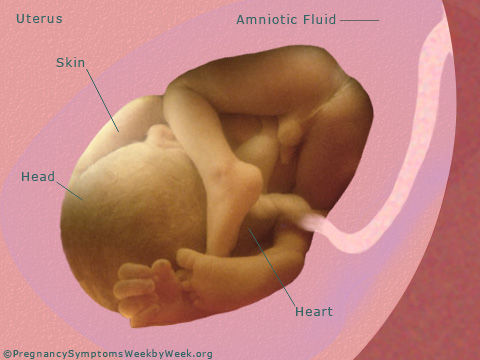 Uterus
Amniotic Fluid
Skin
Head
Heart
©PregnancySymptomsWeekbyWeek.org